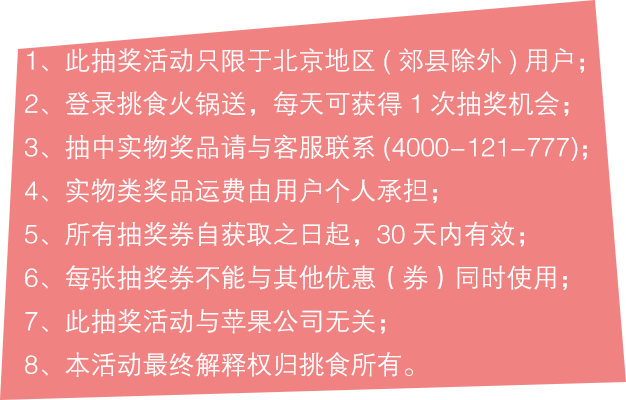 1、此抽奖活动只限于北京地区(郊县除外)用户；
2、登录挑食火锅送，每天可获得1次抽奖机会；
3、抽中实物奖品请与客服联系(4000-121-777)；
4、实物类奖品运费由用户个人承担；
5、所有抽奖券自获取之日起，30天内有效；
6、每张抽奖券不能与其他优惠（券）同时使用；
7、此抽奖活动与苹果公司无关；
8、本活动最终解释权归挑食所有。